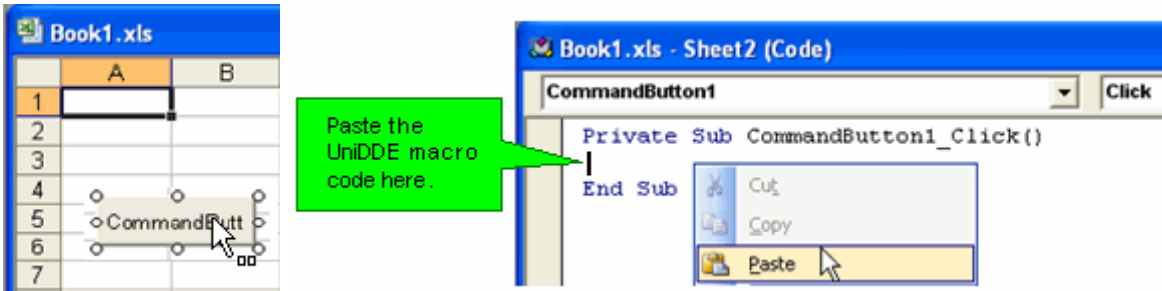 Book1.xls
A B
1
2
3
4
5
6
7
CommandButt
Paste the
UniDDE macro
code here.
Book1.xls - Sheet2 (Code)
CommandButton1 Click
Private Sub CommandButton1_Click()
End Sub
Cut
Copy
Paste